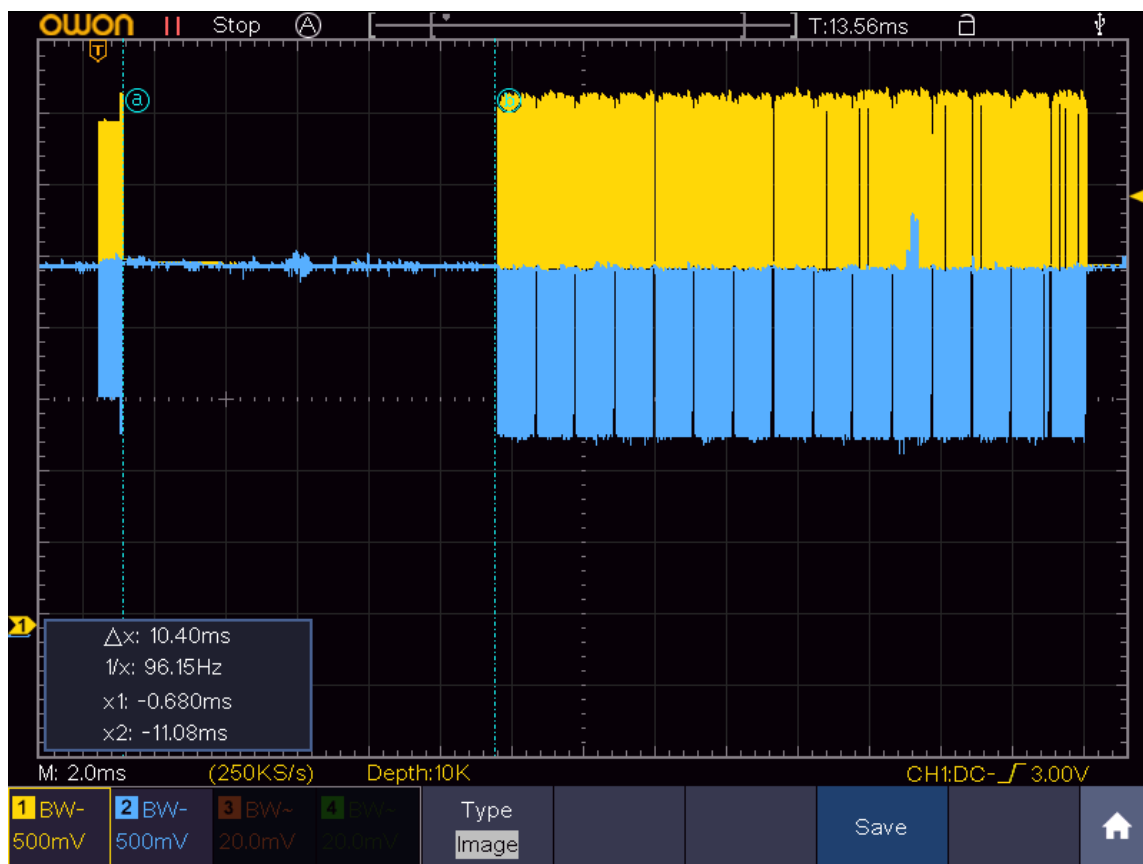 OWON || Stop A T:13.56ms
T
a b
1
△x: 10.40ms
1/x: 96.15Hz
x1: -0.680ms
x2: -11.08ms
M: 2.0ms (250KS/s) Depth:10K CH1:DC- 3.00V
1 BW- 2 BW- 3 BW~ 4 BW~ Type
500mV 500mV 20.0mV 20.0mV Image Save